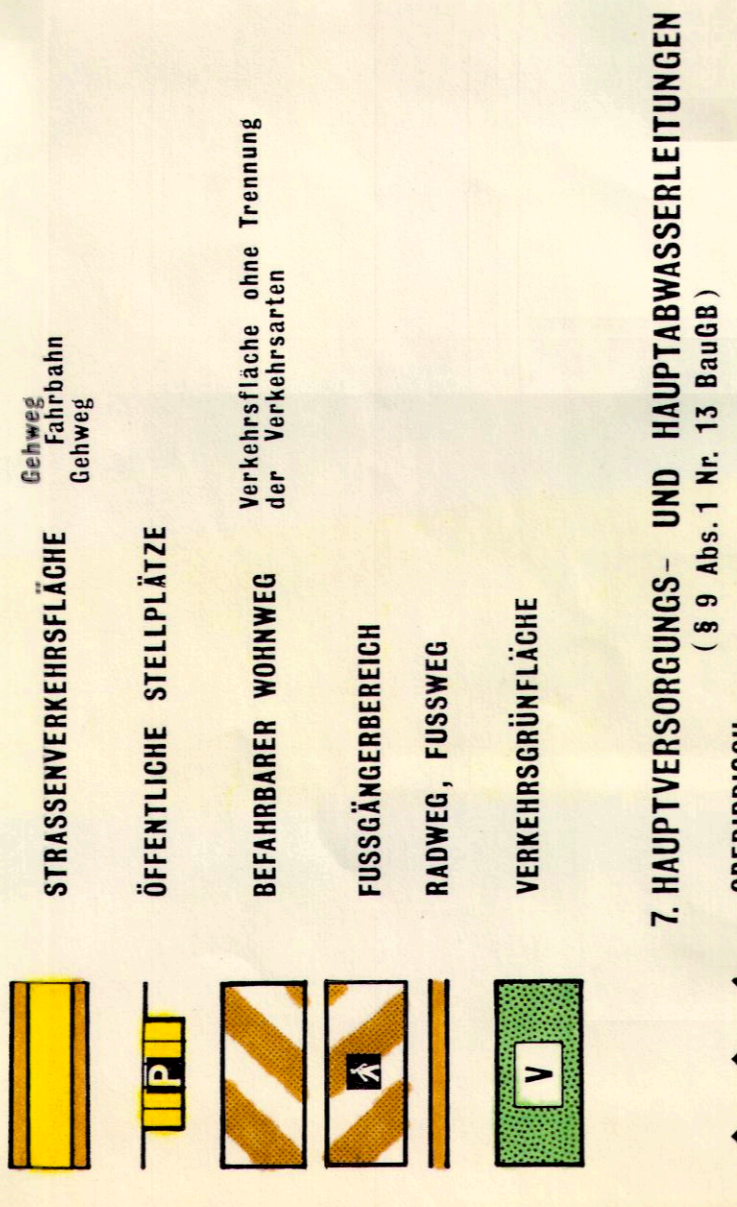 STRASSENVERKEHRSFLÄCHE
Gehweg
Fahrbahn
Gehweg
P
ÖFFENTLICHE STELLPLÄTZE
BEFAHRBARER WOHNWEG
Verkehrsfläche ohne Trennung
der Verkehrsarten
FUSSGÄNGERBEREICH
RADWEG, FUSSWEG
V
VERKEHRSGRÜNFLÄCHE
7. HAUPTVERSORGUNGS- UND HAUPTABWASSERLEITUNGEN
( § 9 Abs. 1 Nr. 13 BauGB )